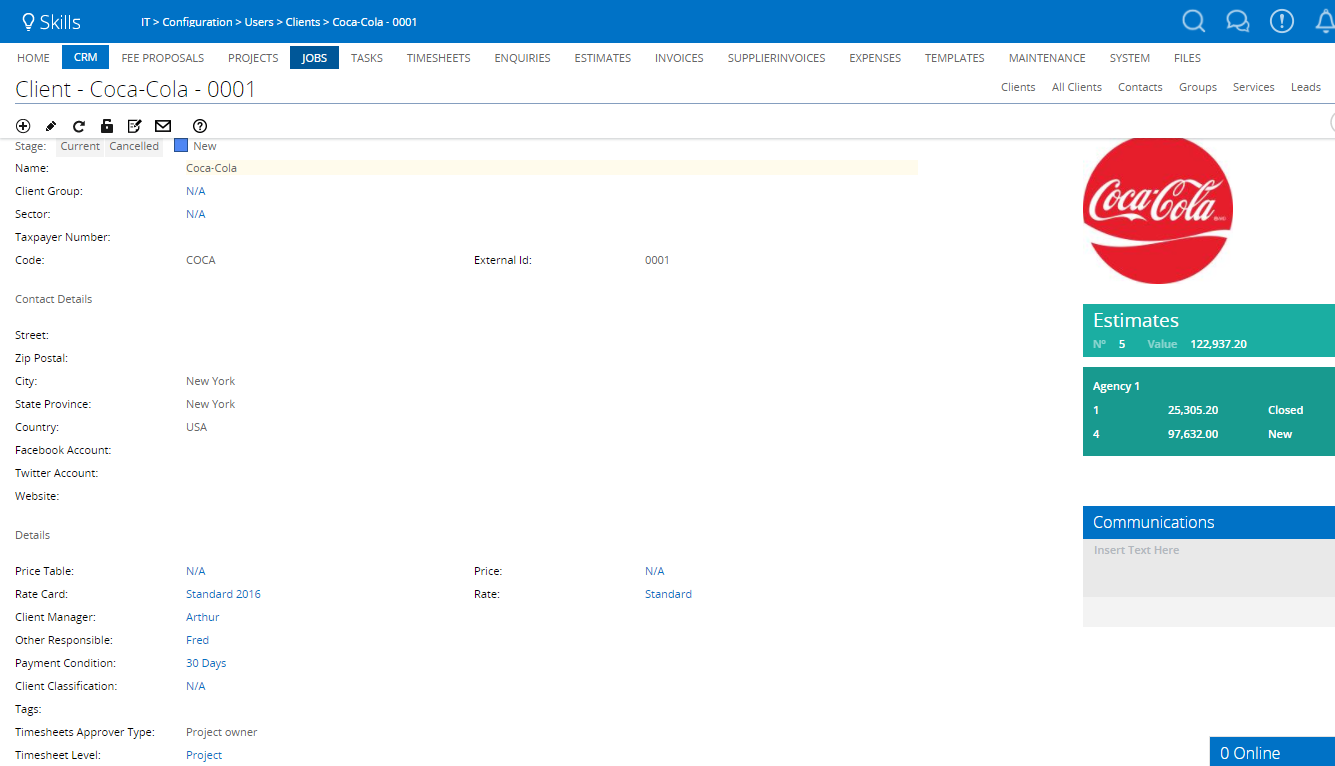 Skills IT > Configuration > Users > Clients > Coca-Cola - 0001
HOME CRM FEE PROPOSALS PROJECTS JOBS TASKS TIMESHEETS ENQUIRIES ESTIMATES INVOICES SUPPLIERINVOICES EXPENSES TEMPLATES MAINTENANCE SYSTEM FILES
Client - Coca-Cola - 0001
Clients All Clients Contacts Groups Services Leads
Stage: Current Cancelled New
Name: Coca-Cola
Client Group: N/A
Sector: N/A
Taxpayer Number:
Code: COCA External Id: 0001
Contact Details
Street:
Zip Postal:
City: New York
State Province: New York
Country: USA
Facebook Account:
Twitter Account:
Website:
Details
Price Table: N/A Price: N/A
Rate Card: Standard 2016 Rate: Standard
Client Manager: Arthur
Other Responsible: Fred
Payment Condition: 30 Days
Client Classification: N/A
Tags:
Timesheets Approver Type: Project owner
Timesheet Level: Project
Coca-Cola
Estimates
Nº 5 Value 122,937.20
Agency 1
1 25,305.20 Closed
4 97,632.00 New
Communications
Insert Text Here
0 Online